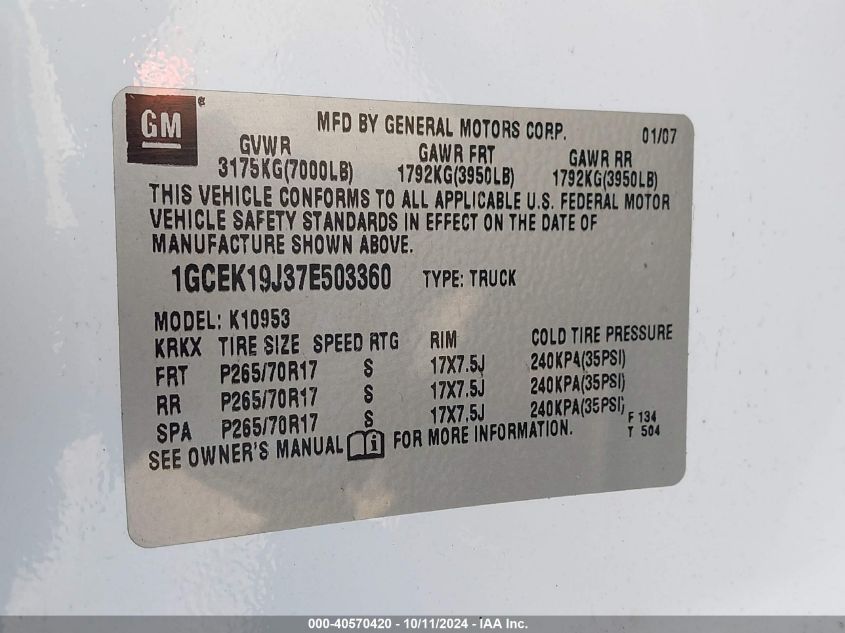 GM ®
MFD BY GENERAL MOTORS CORP. 01/07
GVWR GAWR FRT GAWR RR
3175KG(7000LB) 1792KG(3950LB) 1792KG(3950LB)
THIS VEHICLE CONFORMS TO ALL APPLICABLE U.S. FEDERAL MOTOR
VEHICLE SAFETY STANDARDS IN EFFECT ON THE DATE OF
MANUFACTURE SHOWN ABOVE.
1GCEK19J37E503360 TYPE: TRUCK
MODEL: K10953
KRKX TIRE SIZE SPEED RTG RIM COLD TIRE PRESSURE
FRT P265/70R17 S 17X7.5J 240KPA(35PSI)
RR P265/70R17 S 17X7.5J 240KPA(35PSI)
SPA P265/70R17 S 17X7.5J 240KPA(35PSI)
F 134
SEE OWNER'S MANUAL i FOR MORE INFORMATION. T 504
000-40570420 - 10/11/2024 - IAA Inc.